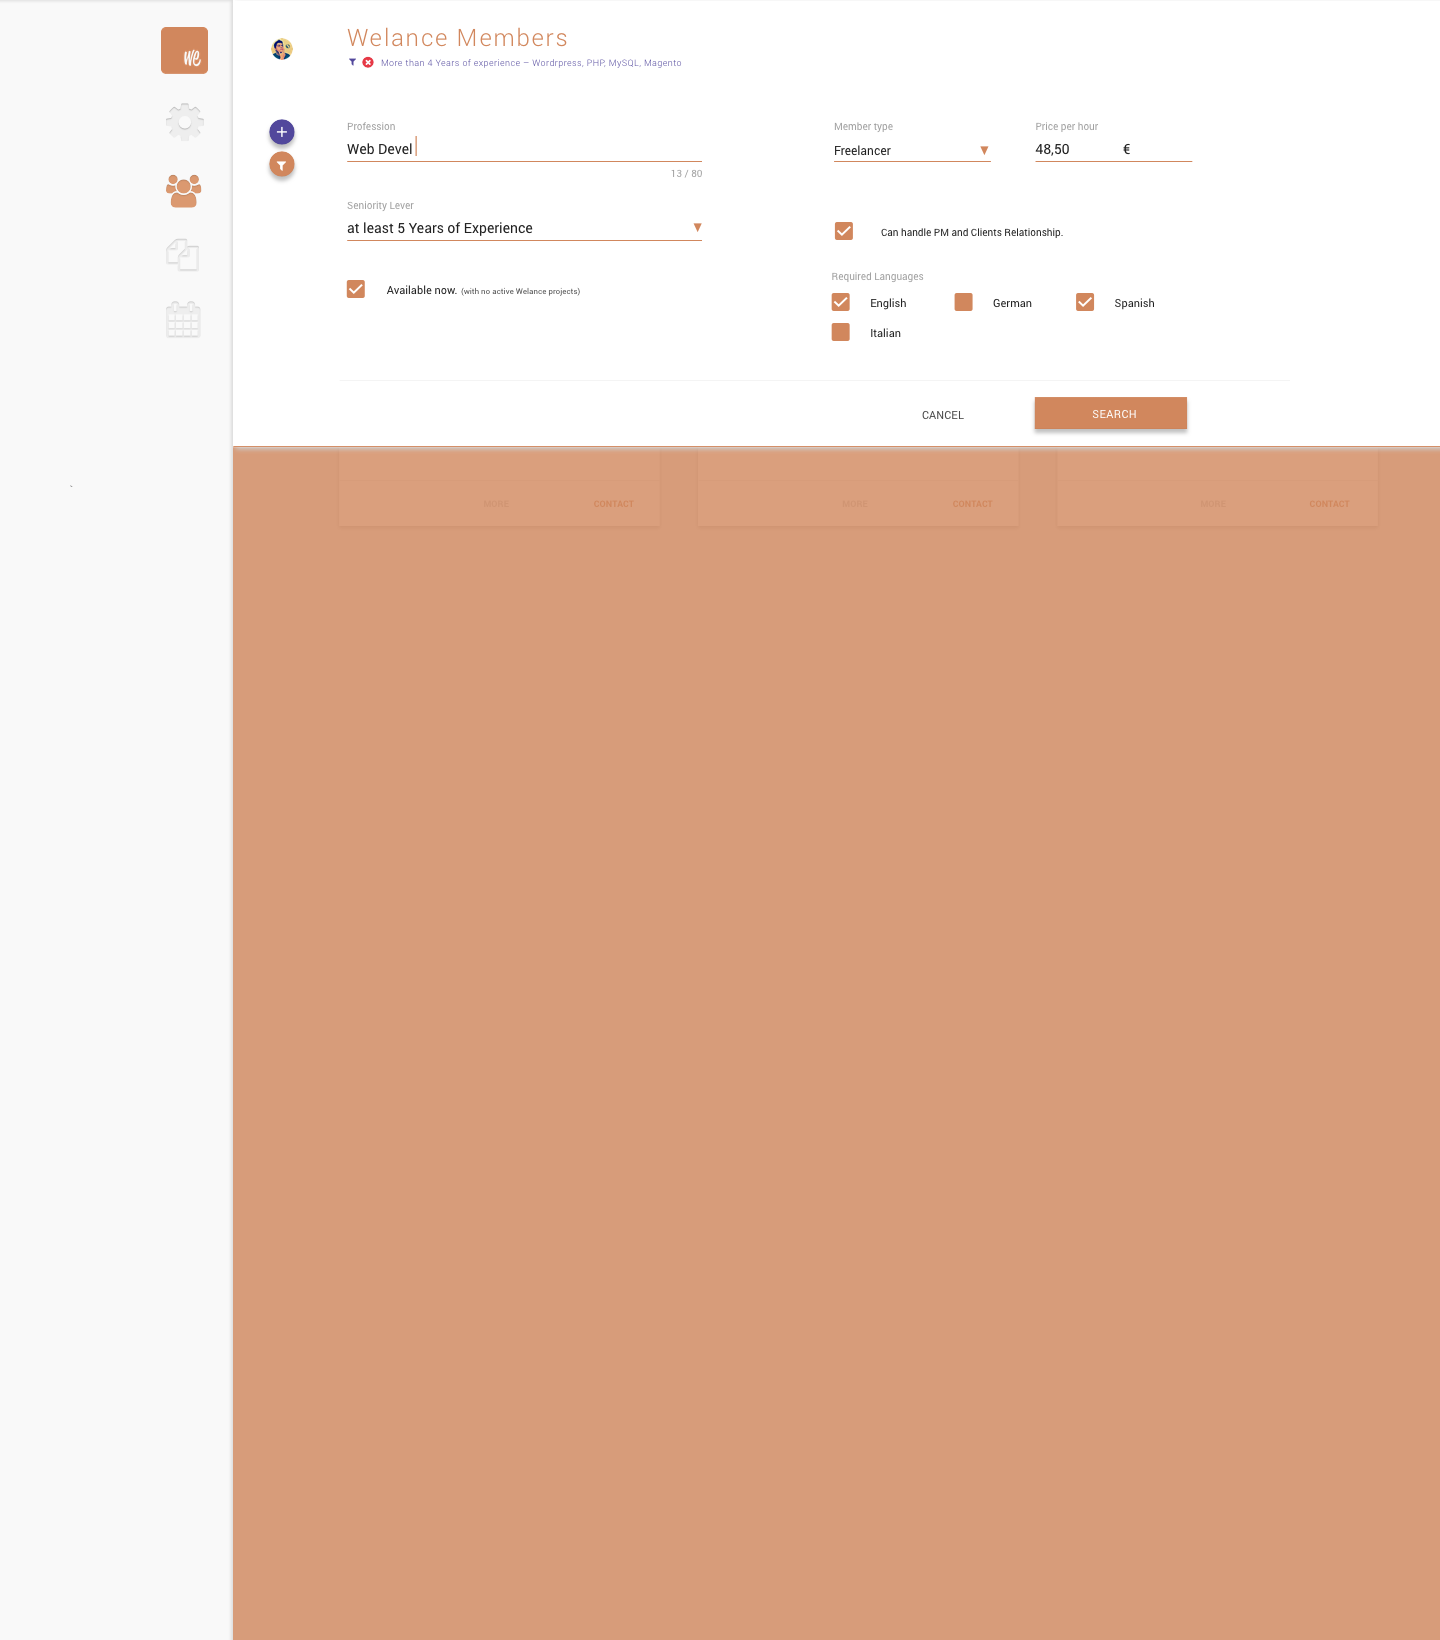 we
Welance Members
More than 4 Years of experience – Wordrpress, PHP, MySQL, Magento
Profession
Web Devel
13 / 80
Member type
Freelancer
Price per hour
48,50 €
Seniority Lever
at least 5 Years of Experience
Can handle PM and Clients Relationship.
Available now. (with no active Welance projects)
Required Languages
English
German
Spanish
Italian
CANCEL
SEARCH
MORE CONTACT
MORE CONTACT
MORE CONTACT